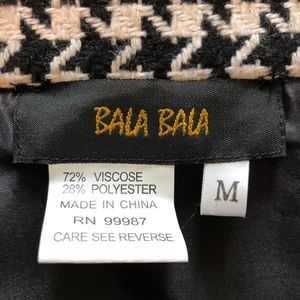 BALA BALA
72% VISCOSE
28% POLYESTER
MADE IN CHINA
RN 99987
CARE SEE REVERSE
M